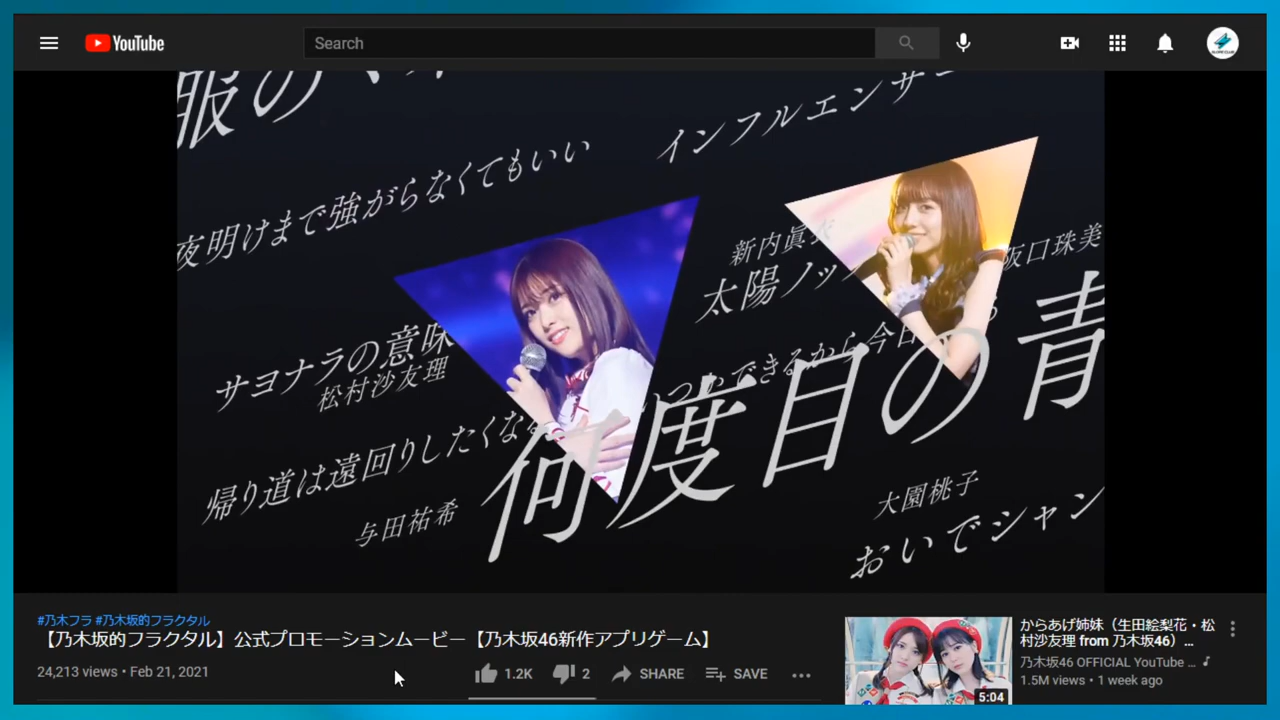 YouTube
Search
服の
インフルエンサー
夜明けまで強がらなくてもいい
新内眞衣
太陽ノック
阪口珠美
サヨナラの意味
松村沙友理
できるから今日
帰り道は遠回りしたくな
何度目の青
与田祐希
大園桃子
おいでシャン
#乃木フラ #乃木坂的フラクタル
【乃木坂的フラクタル】公式プロモーションムービー【乃木坂46新作アプリゲーム】
24,213 views • Feb 21, 2021
1.2K
2
SHARE
SAVE
5:04
からあげ姉妹（生田絵梨花・松
村沙友理 from 乃木坂46）...
乃木坂46 OFFICIAL YouTube ...
1.5M views • 1 week ago